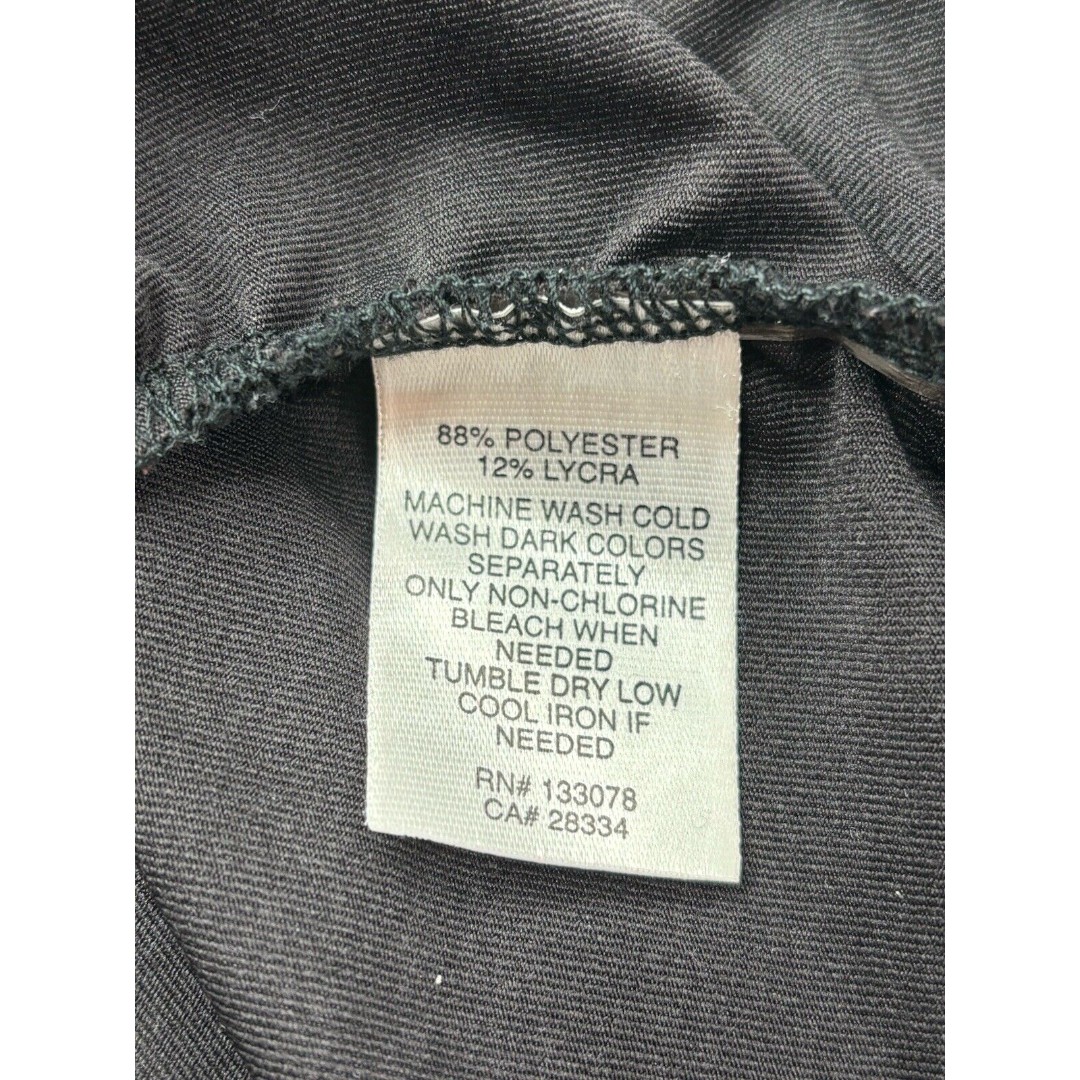 88% POLYESTER
12% LYCRA
MACHINE WASH COLD
WASH DARK COLORS
SEPARATELY
ONLY NON-CHLORINE
BLEACH WHEN
NEEDED
TUMBLE DRY LOW
COOL IRON IF
NEEDED
RN# 133078
CA# 28334